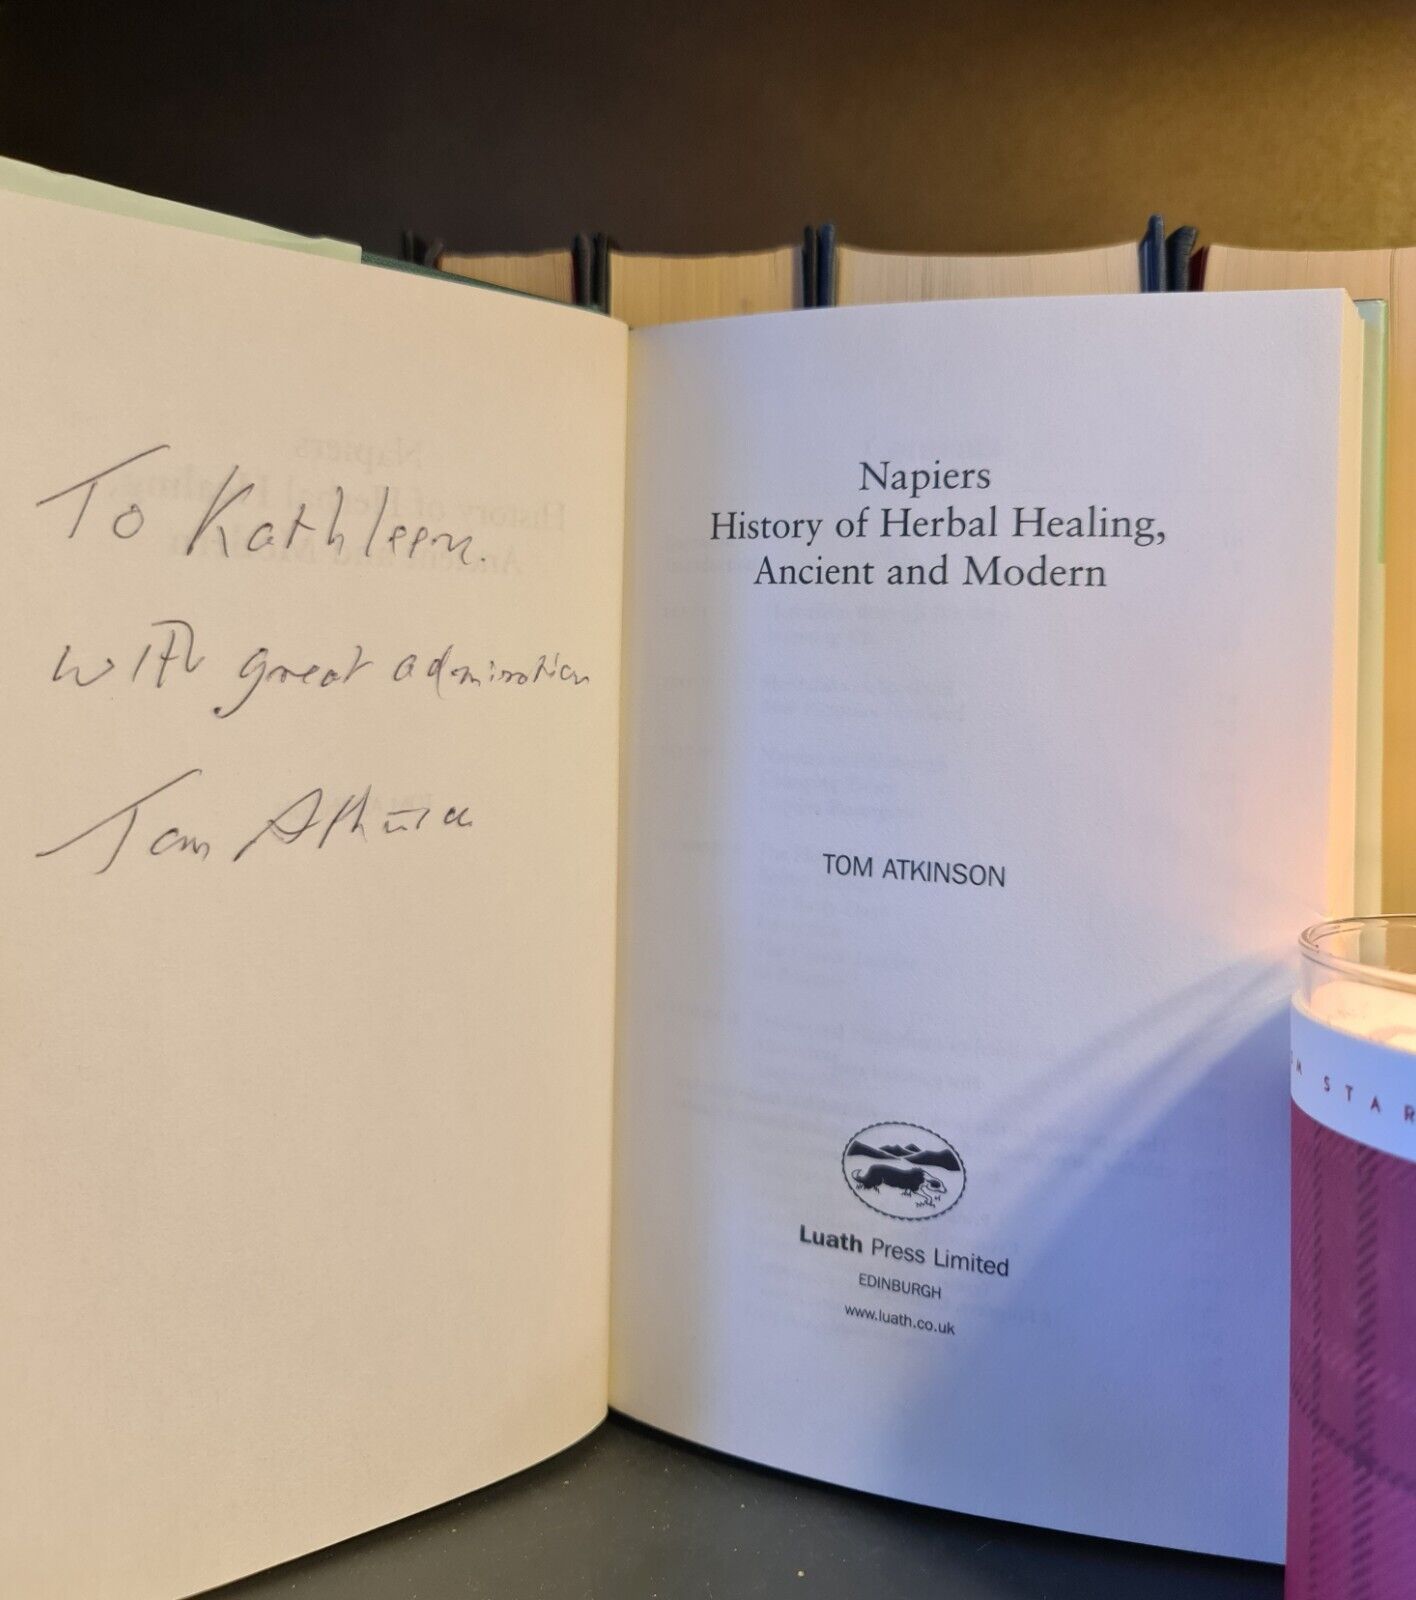 To Kathleen.
with great admiration
Tom Atkinson
Napiers
History of Herbal Healing,
Ancient and Modern
TOM ATKINSON
Luath Press Limited
EDINBURGH
www.luath.co.uk
STAR